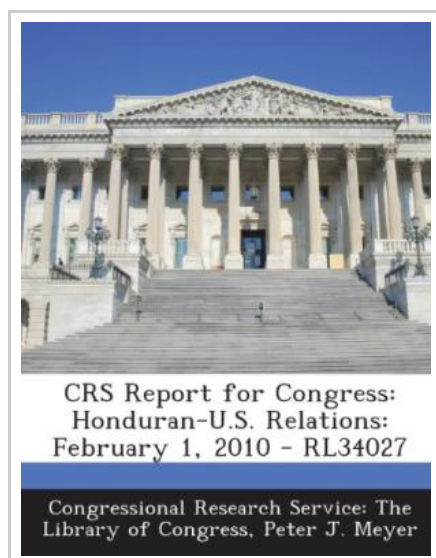 CRS Report for Congress:
Honduran-U.S. Relations:
February 1, 2010 - RL34027
Congressional Research Service: The
Library of Congress, Peter J. Meyer